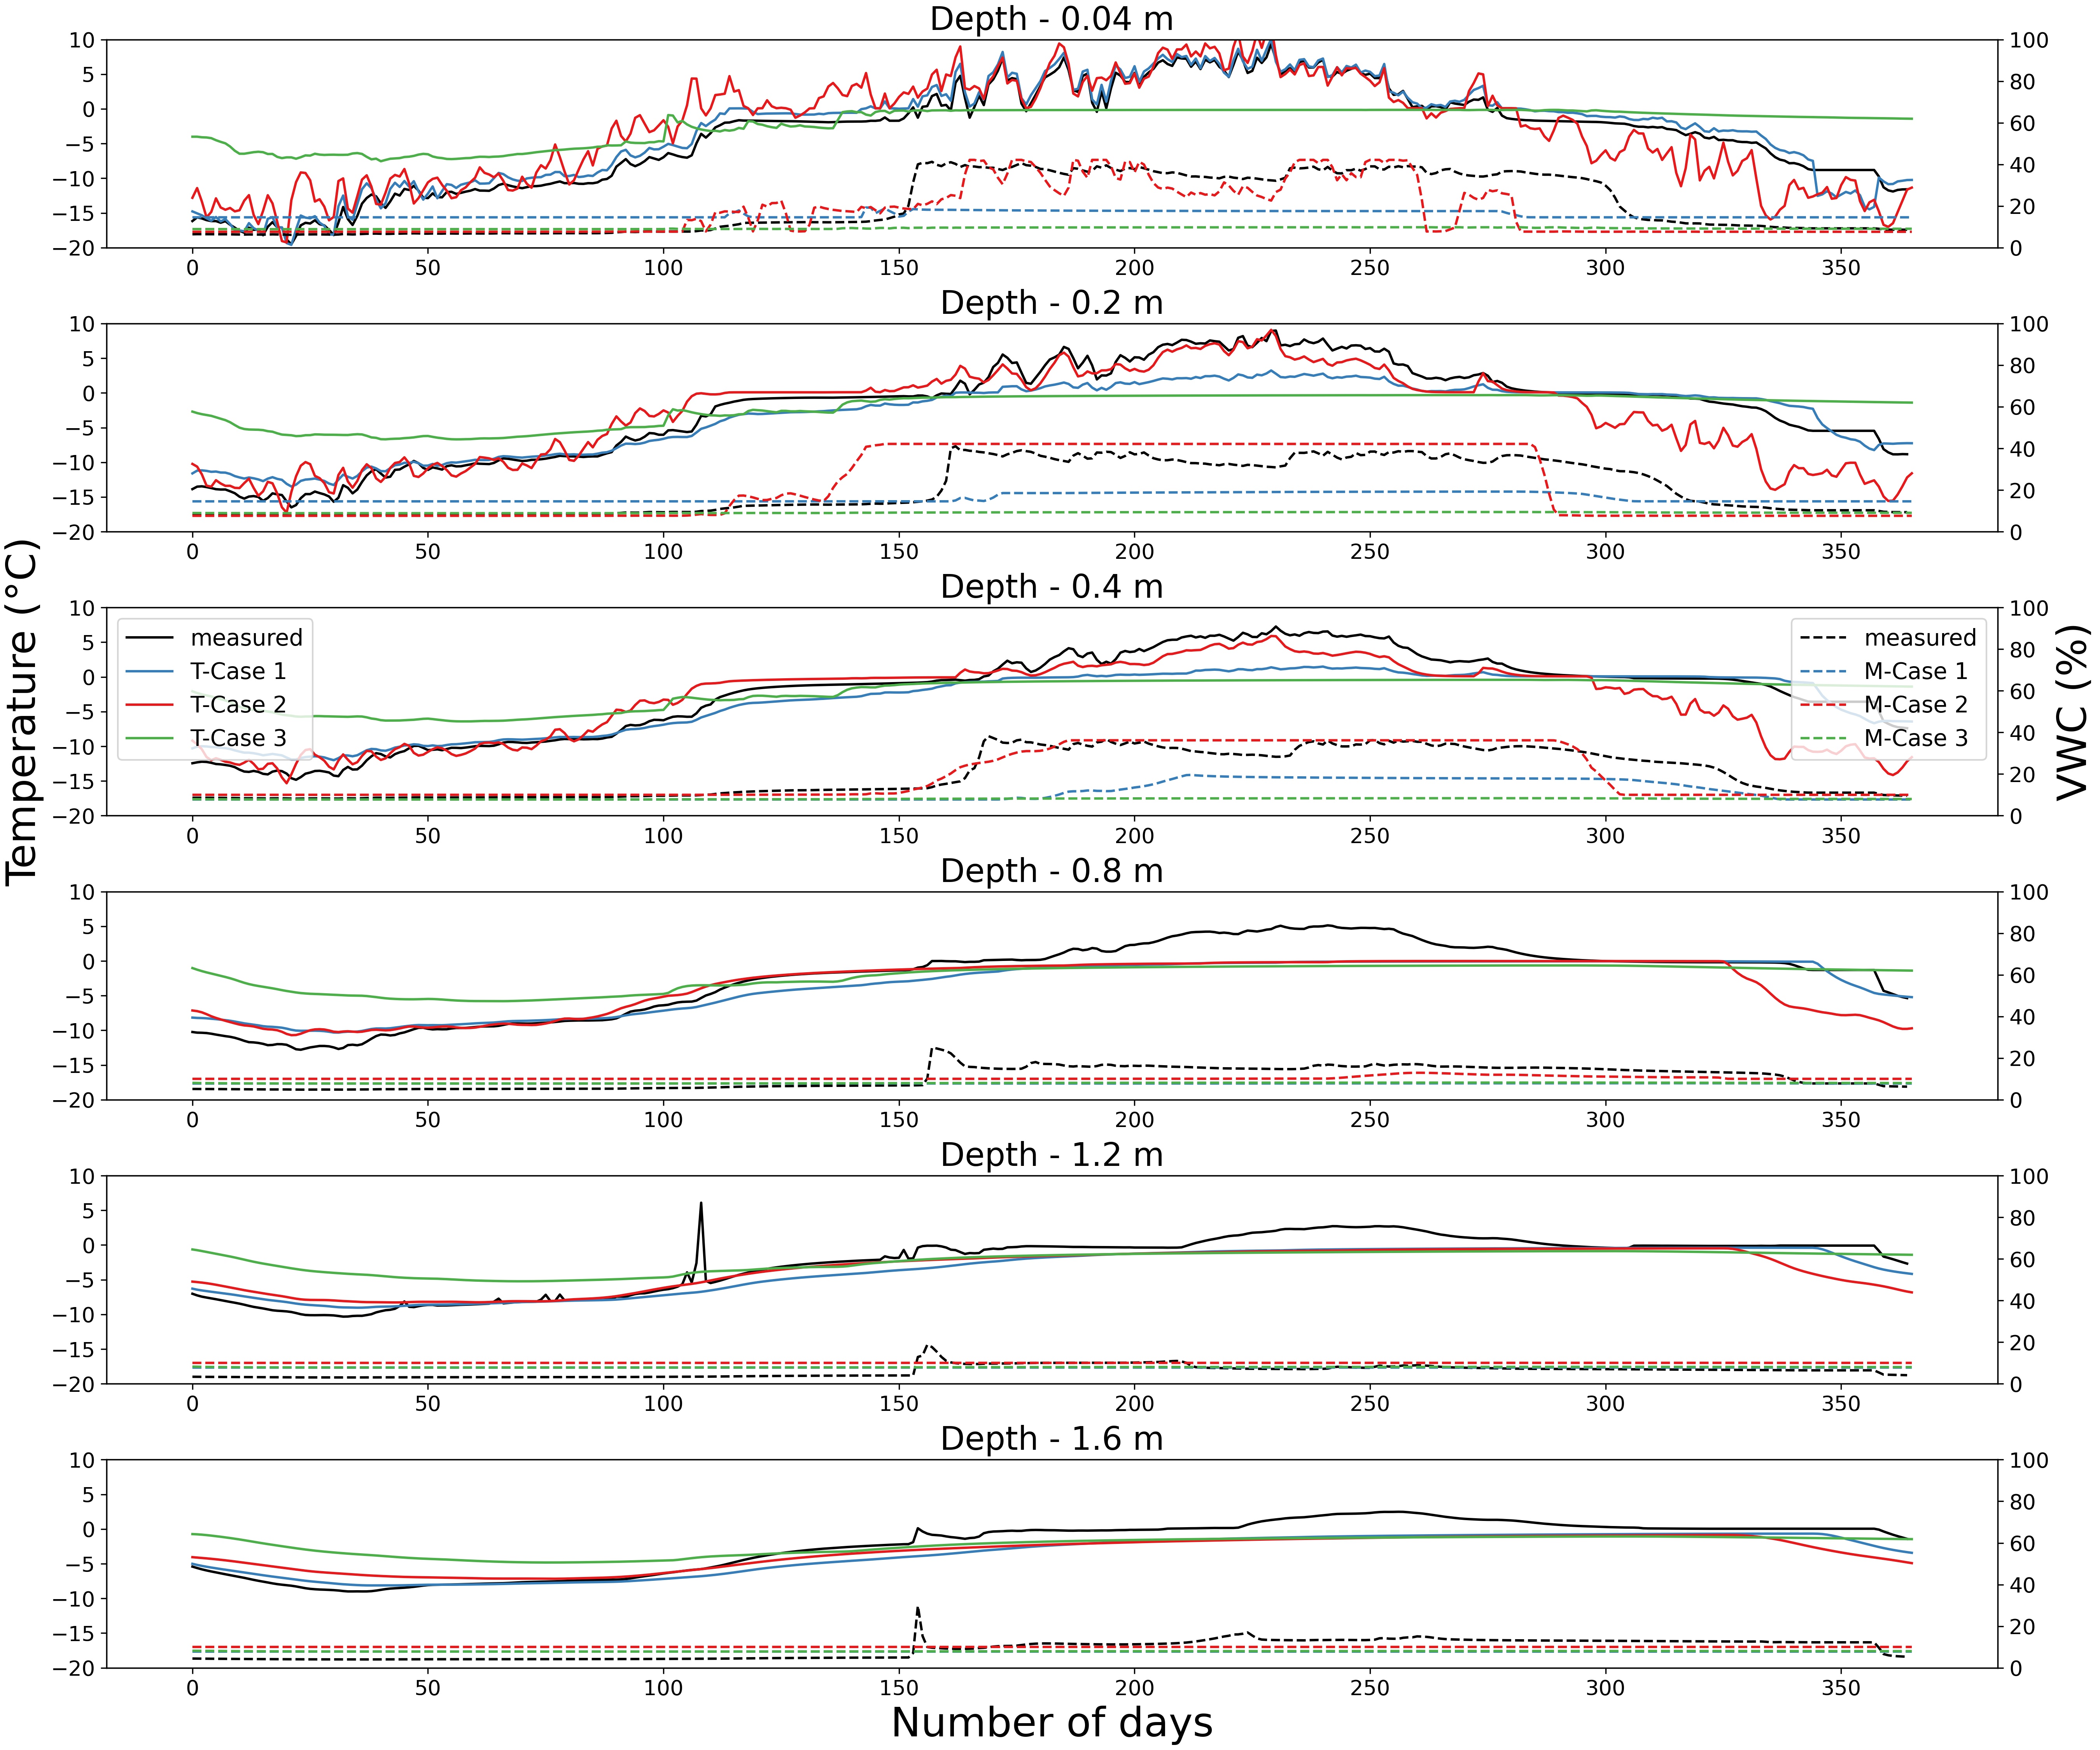 Depth - 0.04 m
10 5 0 −5 −10 −15 −20
100 80 60 40 20 0
0 50 100 150 200 250 300 350
Depth - 0.2 m
10 5 0 −5 −10 −15 −20
100 80 60 40 20 0
0 50 100 150 200 250 300 350
Depth - 0.4 m
10 5 0 −5 −10 −15 −20
measured
T-Case 1
T-Case 2
T-Case 3
measured
M-Case 1
M-Case 2
M-Case 3
100 80 60 40 20 0
0 50 100 150 200 250 300 350
Temperature (°C)
VWC (%)
Depth - 0.8 m
10 5 0 −5 −10 −15 −20
100 80 60 40 20 0
0 50 100 150 200 250 300 350
Depth - 1.2 m
10 5 0 −5 −10 −15 −20
100 80 60 40 20 0
0 50 100 150 200 250 300 350
Depth - 1.6 m
10 5 0 −5 −10 −15 −20
100 80 60 40 20 0
0 50 100 150 200 250 300 350
Number of days